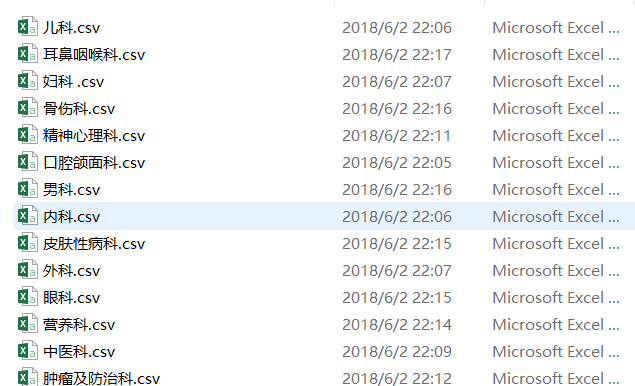 儿科.csv 2018/6/2 22:06 Microsoft Excel ...
耳鼻咽喉科.csv 2018/6/2 22:17 Microsoft Excel ...
妇科 .csv 2018/6/2 22:07 Microsoft Excel ...
骨伤科.csv 2018/6/2 22:16 Microsoft Excel ...
精神心理科.csv 2018/6/2 22:11 Microsoft Excel ...
口腔颌面科.csv 2018/6/2 22:05 Microsoft Excel ...
男科.csv 2018/6/2 22:16 Microsoft Excel ...
内科.csv 2018/6/2 22:06 Microsoft Excel ...
皮肤性病科.csv 2018/6/2 22:15 Microsoft Excel ...
外科.csv 2018/6/2 22:07 Microsoft Excel ...
眼科.csv 2018/6/2 22:15 Microsoft Excel ...
营养科.csv 2018/6/2 22:14 Microsoft Excel ...
中医科.csv 2018/6/2 22:09 Microsoft Excel ...
肿瘤及防治科.csv 2018/6/2 22:12 Microsoft Excel ...